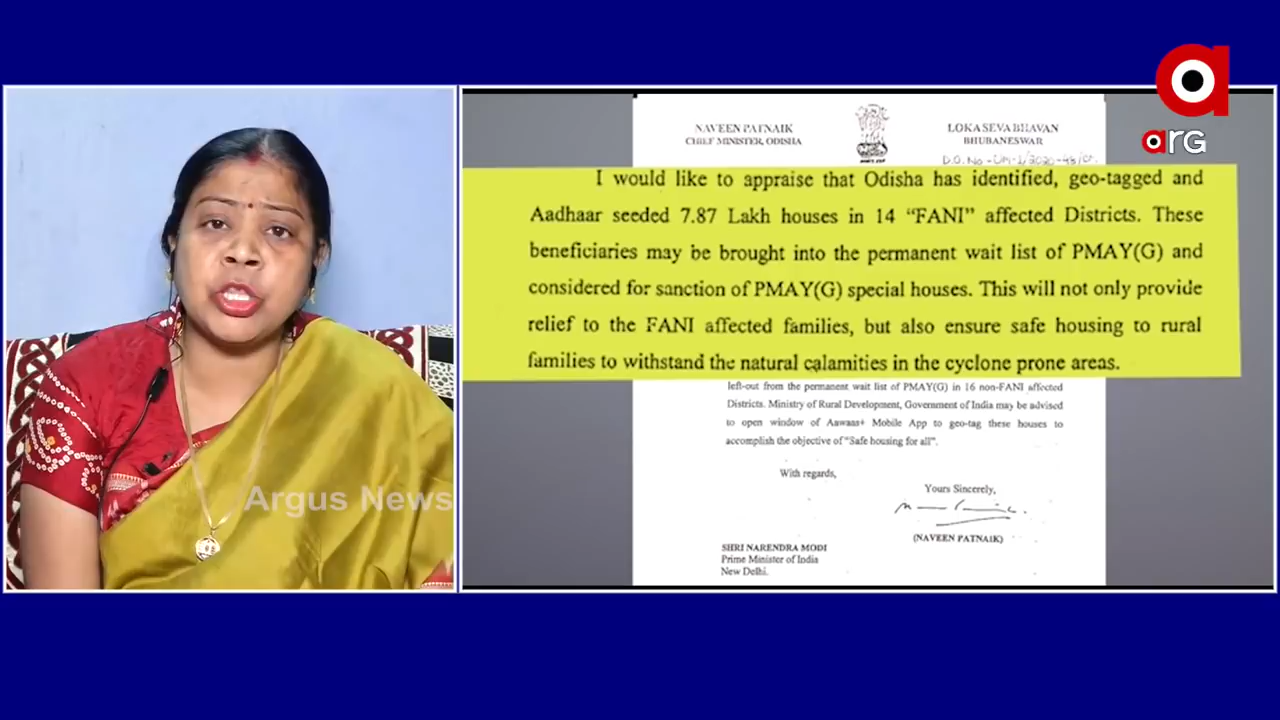 arG
NAVEEN PATNAIK
CHIEF MINISTER, ODISHA
LOKASEVA BHAVAN
BHUBANESWAR
I would like to appraise that Odisha has identified, geo-tagged and
Aadhaar seeded 7.87 Lakh houses in 14 “FANI” affected Districts. These
beneficiaries may be brought into the permanent wait list of PMAY(G) and
considered for sanction of PMAY(G) special houses. This will not only provide
relief to the FANI affected families, but also ensure safe housing to rural
families to withstand the natural calamities in the cyclone prone areas.
left-out from the permanent wait list of PMAY(G) in 16 non-FANI affected
Districts. Ministry of Rural Development, Government of India may be advised
to open window of Aawaas+ Mobile App to geo-tag these houses to
accomplish the objective of “Safe housing for all”.
With regards,
Yours Sincerely,
(NAVEEN PATNAIK)
SHRI NARENDRA MODI
Prime Minister of India
New Delhi.
Argus News